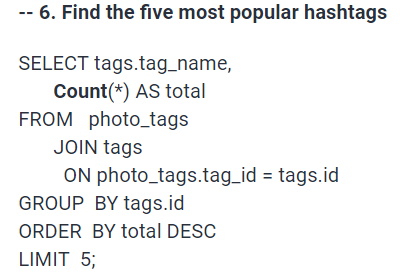 -- 6. Find the five most popular hashtags
SELECT tags.tag_name,
Count(*) AS total
FROM photo_tags
JOIN tags
ON photo_tags.tag_id = tags.id
GROUP BY tags.id
ORDER BY total DESC
LIMIT 5;